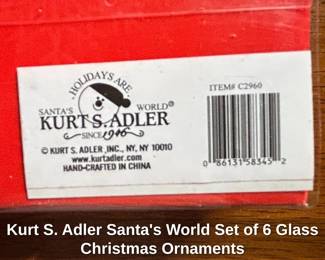 HOLIDAYS ARE
SANTA'S WORLD®
KURT S. ADLER
SINCE 1946
© KURT S. ADLER ,INC., NY, NY 10010
www.kurtadler.com
HAND-CRAFTED IN CHINA
ITEM# C2960
0 86131 58345 2
Kurt S. Adler Santa's World Set of 6 Glass
Christmas Ornaments